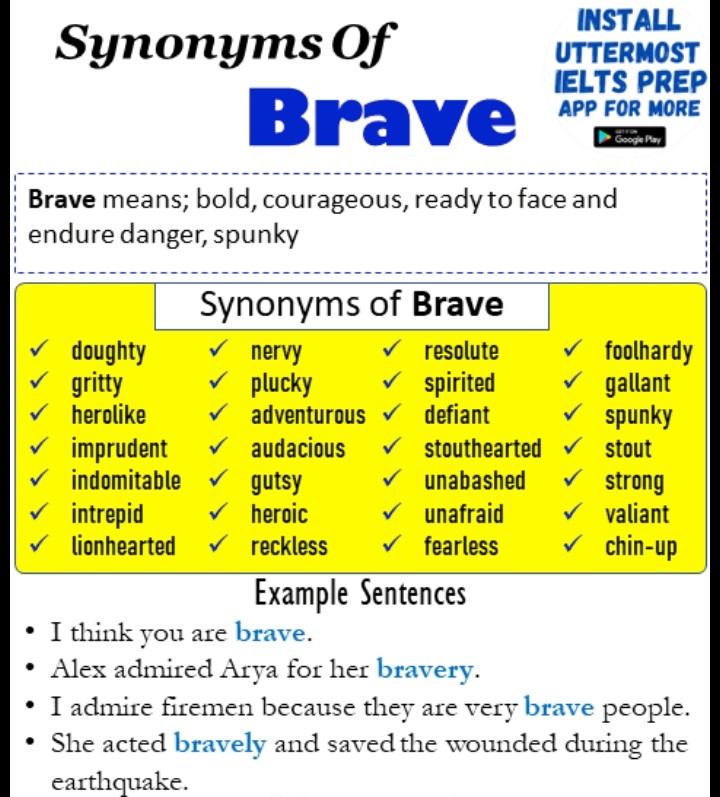 Synonyms Of
Brave
INSTALL
UTTERMOST
IELTS PREP
APP FOR MORE
GET IT ON
Google Play
Brave means; bold, courageous, ready to face and
endure danger, spunky
Synonyms of Brave
✓ doughty ✓ nervy ✓ resolute ✓ foolhardy
✓ gritty ✓ plucky ✓ spirited ✓ gallant
✓ herolike ✓ adventurous ✓ defiant ✓ spunky
✓ imprudent ✓ audacious ✓ stouthearted ✓ stout
✓ indomitable ✓ gutsy ✓ unabashed ✓ strong
✓ intrepid ✓ heroic ✓ unafraid ✓ valiant
✓ lionhearted ✓ reckless ✓ fearless ✓ chin-up
Example Sentences
• I think you are brave.
• Alex admired Arya for her bravery.
• I admire firemen because they are very brave people.
• She acted bravely and saved the wounded during the
earthquake.